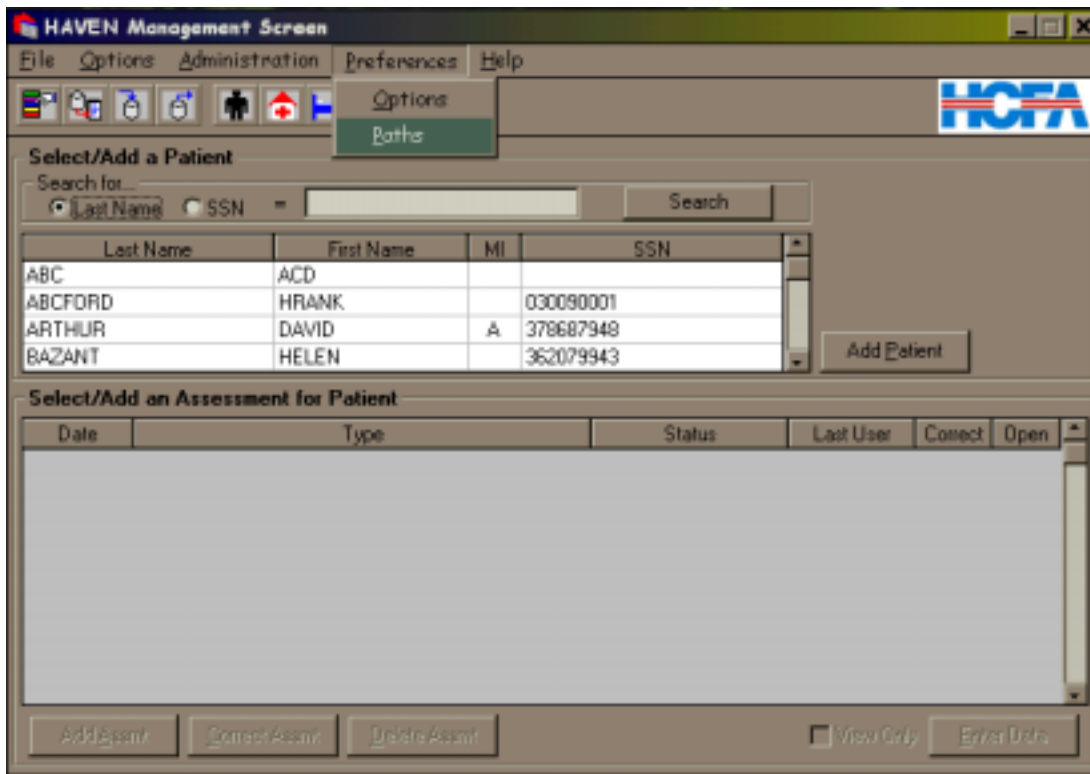 HAVEN Management Screen
File Options Administration Preferences Help
Options
Paths
HCFA
Select/Add a Patient
Search for...
Last Name SSN = Search
Last Name First Name MI SSN
ABC ACD
ABCFORD HRANK 030090001
ARTHUR DAVID A 378687948
BAZANT HELEN 362079943
Add Patient
Select/Add an Assessment for Patient
Date Type Status Last User Correct Open
Add Assmt Correct Assmt Delete Assmt View Only Enter Data